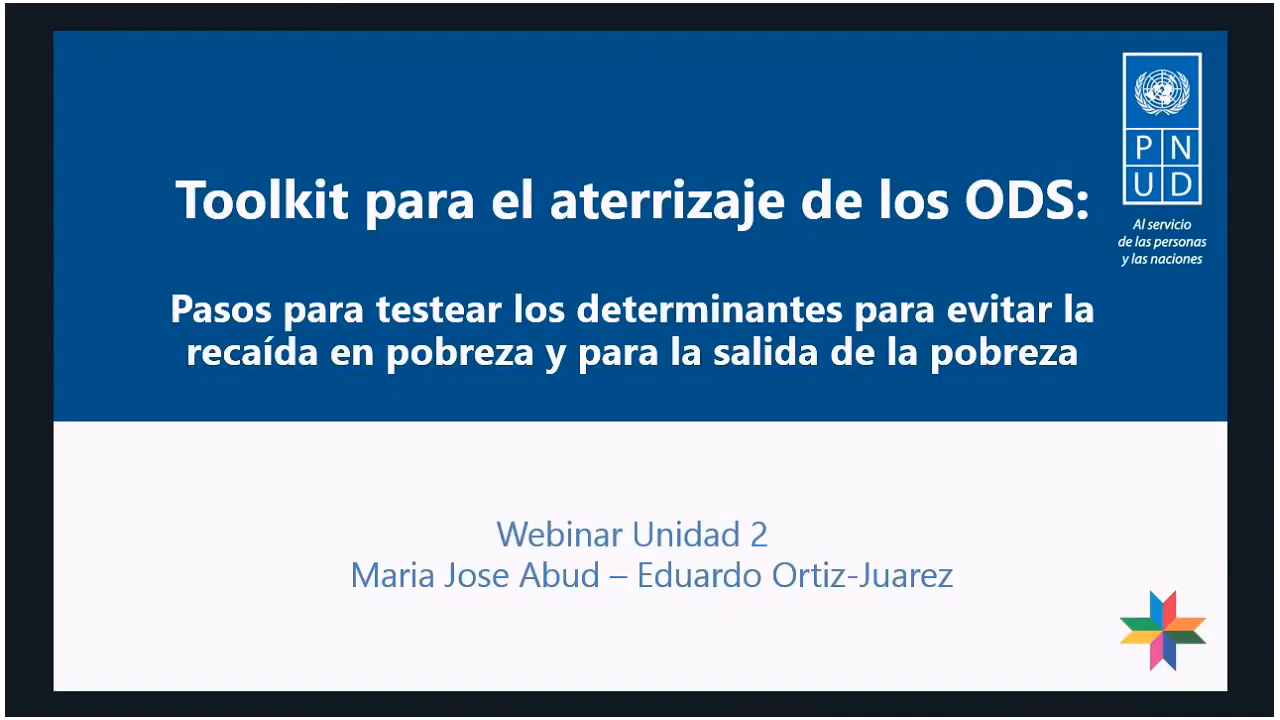 Toolkit para el aterrizaje de los ODS:
Pasos para testear los determinantes para evitar la
recaída en pobreza y para la salida de la pobreza
P N
U D
Al servicio
de las personas
y las naciones
Webinar Unidad 2
Maria Jose Abud – Eduardo Ortiz-Juarez